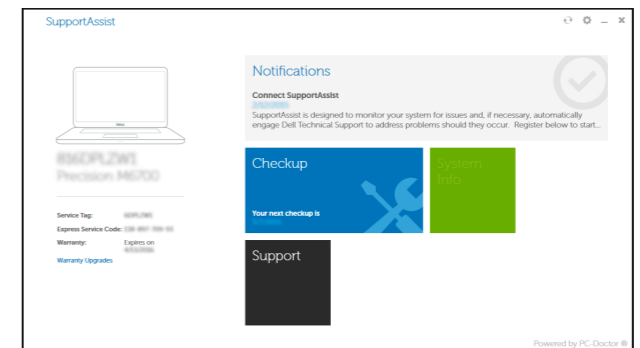 SupportAssist
DELL
Precision M6700
Service Tag:
Express Service Code:
Warranty: Expires on
Warranty Upgrades
Notifications
Connect SupportAssist
SupportAssist is designed to monitor your system for issues and, if necessary, automatically
engage Dell Technical Support to address problems should they occur. Register below to start...
Checkup
Your next checkup is
System
Info
Support
Powered by PC-Doctor ®